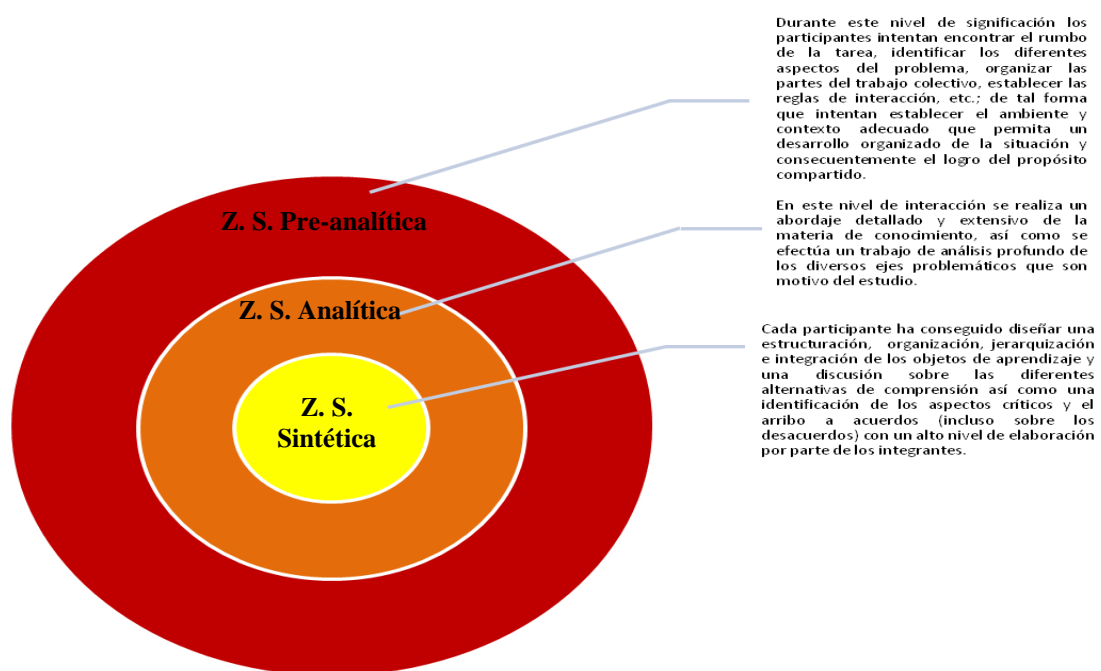 Durante este nivel de significación los
participantes intentan encontrar el rumbo
de la tarea, identificar los diferentes
aspectos del problema, organizar las
partes del trabajo colectivo, establecer las
reglas de interacción, etc.; de tal forma
que intentan establecer el ambiente y
contexto adecuado que permita un
desarrollo organizado de la situación y
consecuentemente el logro del propósito
compartido.
En este nivel de interacción se realiza un
abordaje detallado y extensivo de la
materia de conocimiento, así como se
efectúa un trabajo de análisis profundo de
los diversos ejes problemáticos que son
motivo del estudio.
Cada participante ha conseguido diseñar una
estructuración, organización, jerarquización
e integración de los objetos de aprendizaje y
una discusión sobre las diferentes
alternativas de comprensión así como una
identificación de los aspectos críticos y el
arribo a acuerdos (incluso sobre los
desacuerdos) con un alto nivel de elaboración
por parte de los integrantes.
Z. S. Pre-analítica
Z. S. Analítica
Z. S.
Sintética